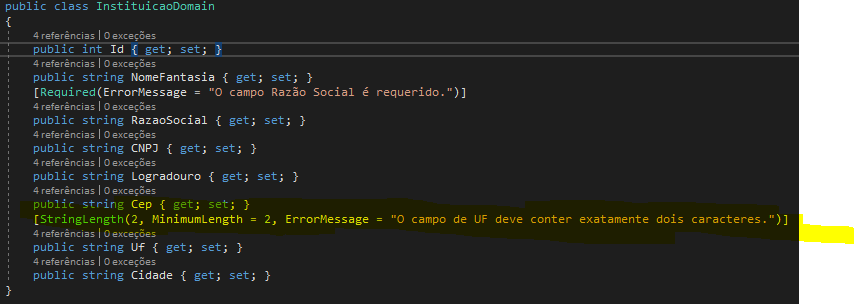 public class InstituicaoDomain
{
4 referências | 0 exceções
public int Id { get; set; }
4 referências | 0 exceções
public string NomeFantasia { get; set; }
[Required(ErrorMessage = "O campo Razão Social é requerido.")]
4 referências | 0 exceções
public string RazaoSocial { get; set; }
4 referências | 0 exceções
public string CNPJ { get; set; }
4 referências | 0 exceções
public string Logradouro { get; set; }
4 referências | 0 exceções
public string Cep { get; set; }
[StringLength(2, MinimumLength = 2, ErrorMessage = "O campo de UF deve conter exatamente dois caracteres.")]
4 referências | 0 exceções
public string Uf { get; set; }
4 referências | 0 exceções
public string Cidade { get; set; }
}